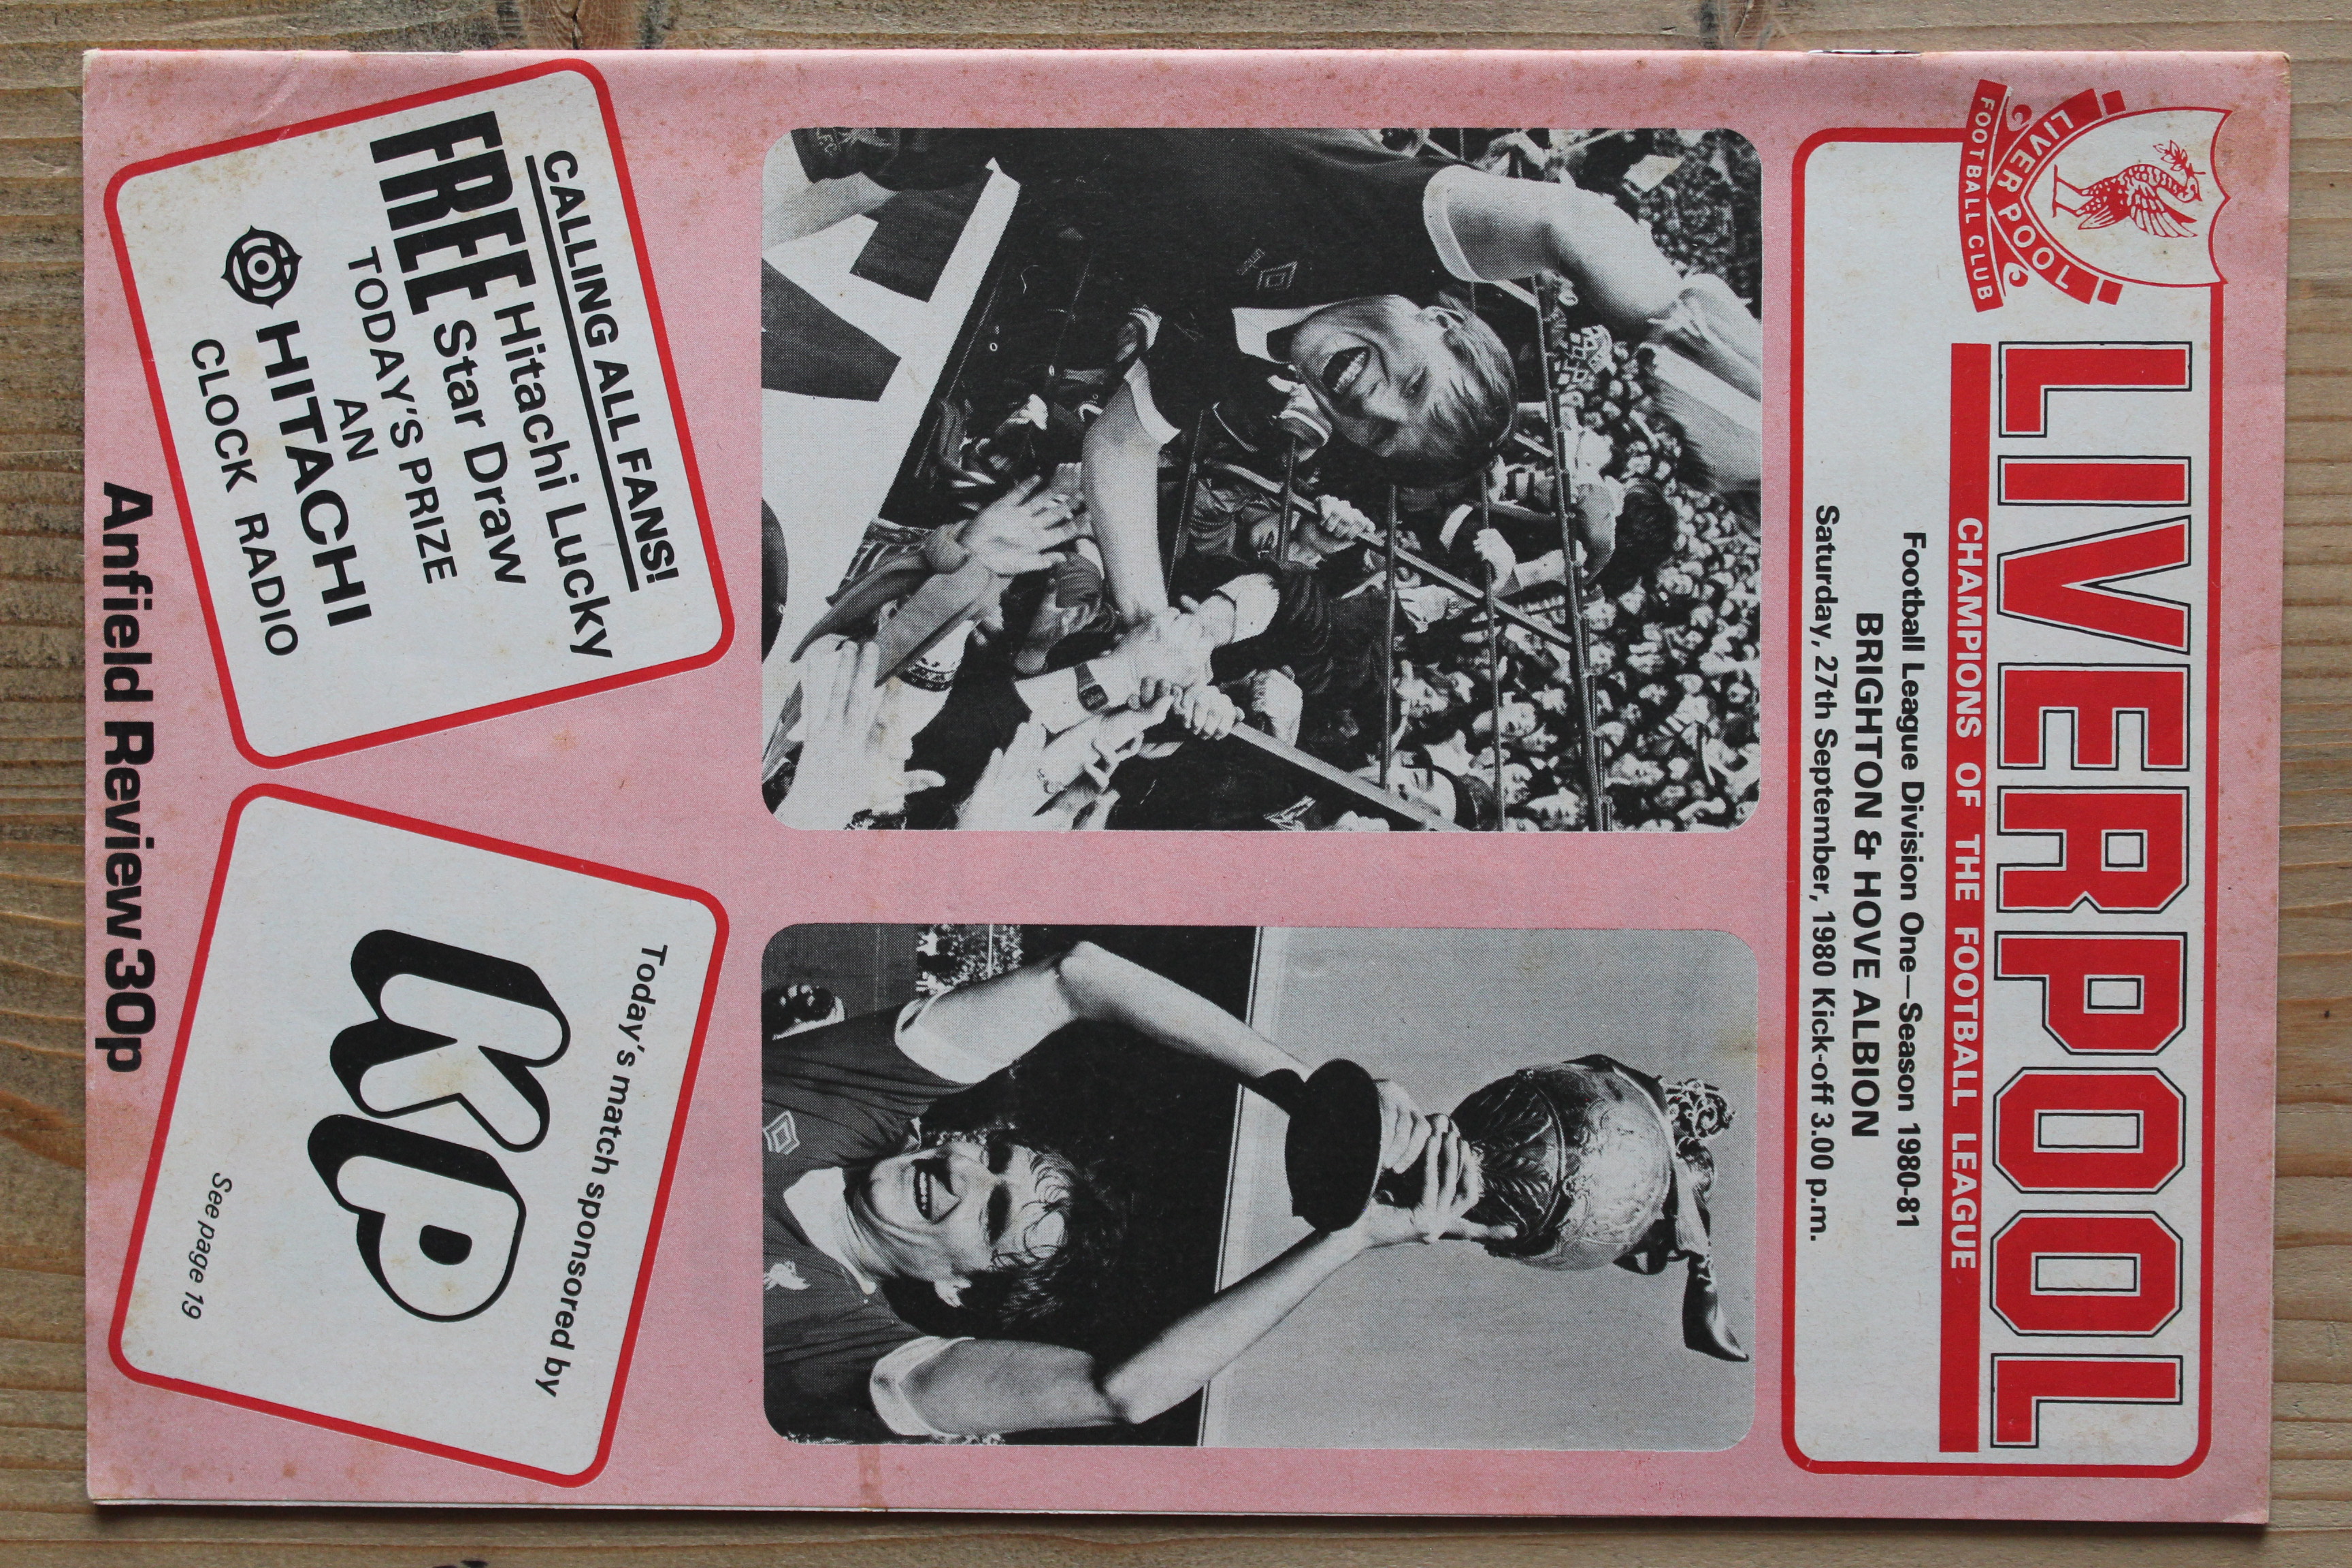 LIVERPOOL
FOOTBALL CLUB
LIVERPOOL
CHAMPIONS OF THE FOOTBALL LEAGUE
Football League Division One—Season 1980-81
BRIGHTON & HOVE ALBION
Saturday, 27th September, 1980 Kick-off 3.00 p.m.
CALLING ALL FANS!
FREE Hitachi Lucky
Star Draw
TODAY'S PRIZE
AN
HITACHI
CLOCK RADIO
Today's match sponsored by
KP
See page 19
Anfield Review 30p